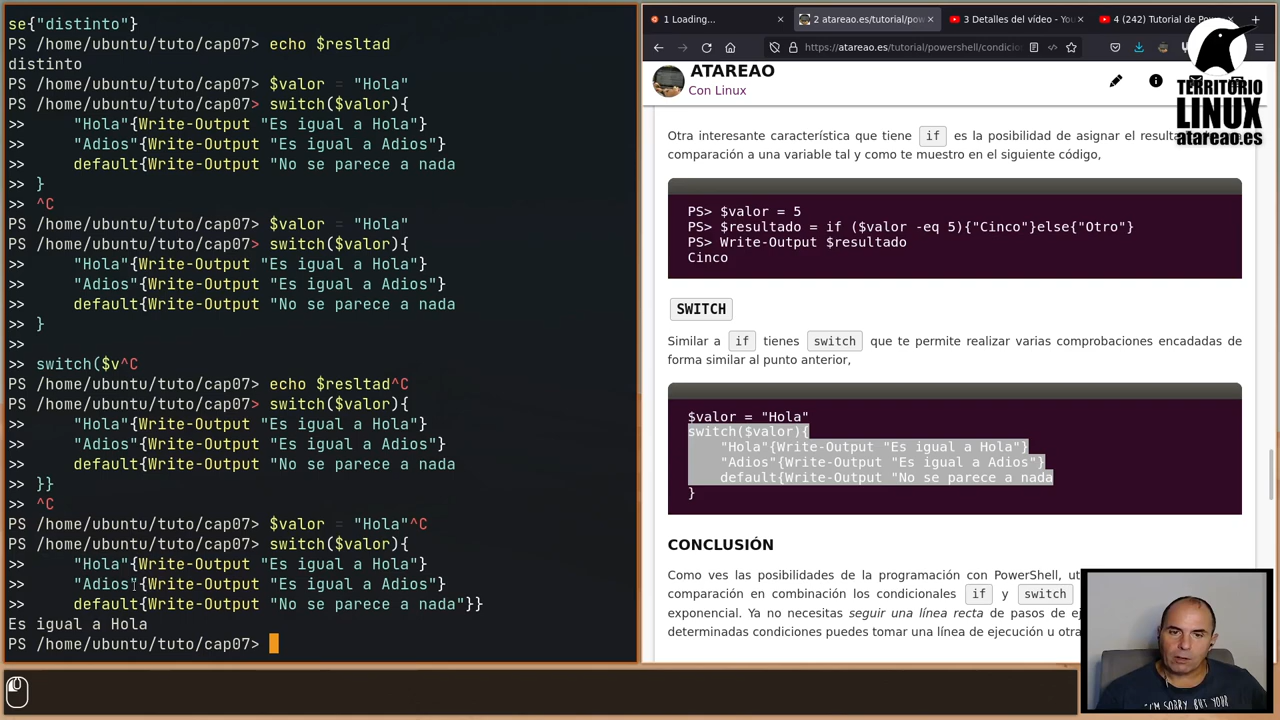 se{"distinto"}
PS /home/ubuntu/tuto/cap07> echo $resltad
distinto
PS /home/ubuntu/tuto/cap07> $valor = "Hola"
PS /home/ubuntu/tuto/cap07> switch($valor){
>>     "Hola"{Write-Output "Es igual a Hola"}
>>     "Adios"{Write-Output "Es igual a Adios"}
>>     default{Write-Output "No se parece a nada
>> }
>> ^C
PS /home/ubuntu/tuto/cap07> $valor = "Hola"
PS /home/ubuntu/tuto/cap07> switch($valor){
>>     "Hola"{Write-Output "Es igual a Hola"}
>>     "Adios"{Write-Output "Es igual a Adios"}
>>     default{Write-Output "No se parece a nada
>> }
>>
>> switch($v^C
PS /home/ubuntu/tuto/cap07> echo $resltad^C
PS /home/ubuntu/tuto/cap07> switch($valor){
>>     "Hola"{Write-Output "Es igual a Hola"}
>>     "Adios"{Write-Output "Es igual a Adios"}
>>     default{Write-Output "No se parece a nada
>> }}
>> ^C
PS /home/ubuntu/tuto/cap07> $valor = "Hola"^C
PS /home/ubuntu/tuto/cap07> switch($valor){
>>     "Hola"{Write-Output "Es igual a Hola"}
>>     "Adios"{Write-Output "Es igual a Adios"}
>>     default{Write-Output "No se parece a nada"}}
Es igual a Hola
PS /home/ubuntu/tuto/cap07>
1 Loading...
2 atareao.es/tutorial/pow
3 Detalles del vídeo - You
4 (242) Tutorial de Power
https://atareao.es/tutorial/powershell/condicio
ATAREAO
Con Linux
TERRITORIO
LINUX
atareao.es
Otra interesante característica que tiene if es la posibilidad de asignar el resultado
comparación a una variable tal y como te muestro en el siguiente código,
PS> $valor = 5
PS> $resultado = if ($valor -eq 5){"Cinco"}else{"Otro"}
PS> Write-Output $resultado
Cinco
SWITCH
Similar a if tienes switch que te permite realizar varias comprobaciones encadadas de
forma similar al punto anterior,
$valor = "Hola"
switch($valor){
    "Hola"{Write-Output "Es igual a Hola"}
    "Adios"{Write-Output "Es igual a Adios"}
    default{Write-Output "No se parece a nada
}
CONCLUSIÓN
Como ves las posibilidades de la programación con PowerShell,
comparación en combinación los condicionales if y switch
exponencial. Ya no necesitas seguir una línea recta de pasos de
determinadas condiciones puedes tomar una línea de ejecución u
I'M SORRY, BUT YOUR